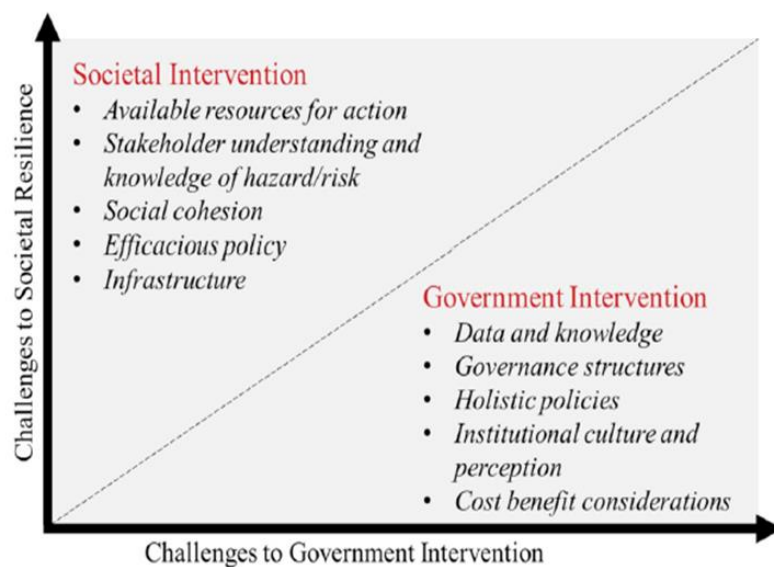 Challenges to Societal Resilience
Societal Intervention
• Available resources for action
• Stakeholder understanding and
knowledge of hazard/risk
• Social cohesion
• Efficacious policy
• Infrastructure
Government Intervention
• Data and knowledge
• Governance structures
• Holistic policies
• Institutional culture and
perception
• Cost benefit considerations
Challenges to Government Intervention